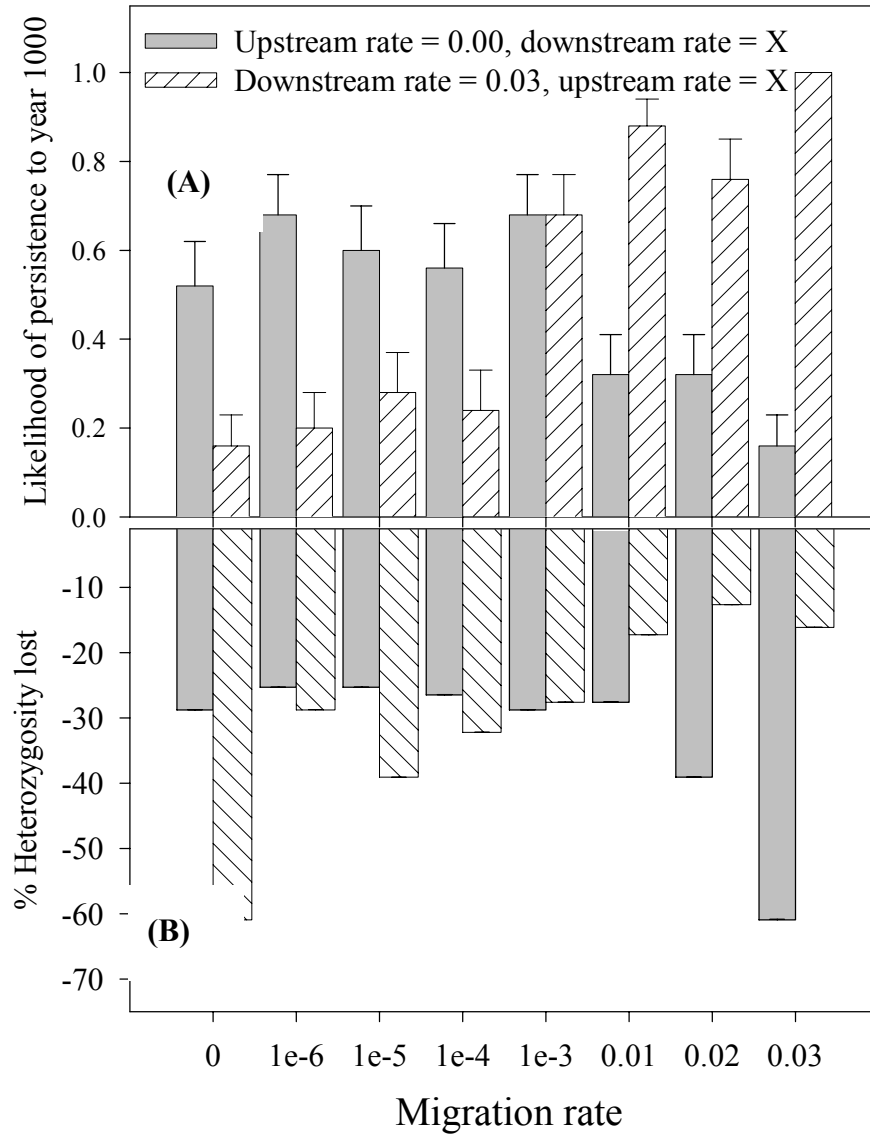 Upstream rate = 0.00, downstream rate = X
Downstream rate = 0.03, upstream rate = X
Likelihood of persistence to year 1000
1.0
0.8
0.6
0.4
0.2
0.0
(A)
% Heterozygosity lost
-10
-20
-30
-40
-50
-60
-70
(B)
0 1e-6 1e-5 1e-4 1e-3 0.01 0.02 0.03
Migration rate